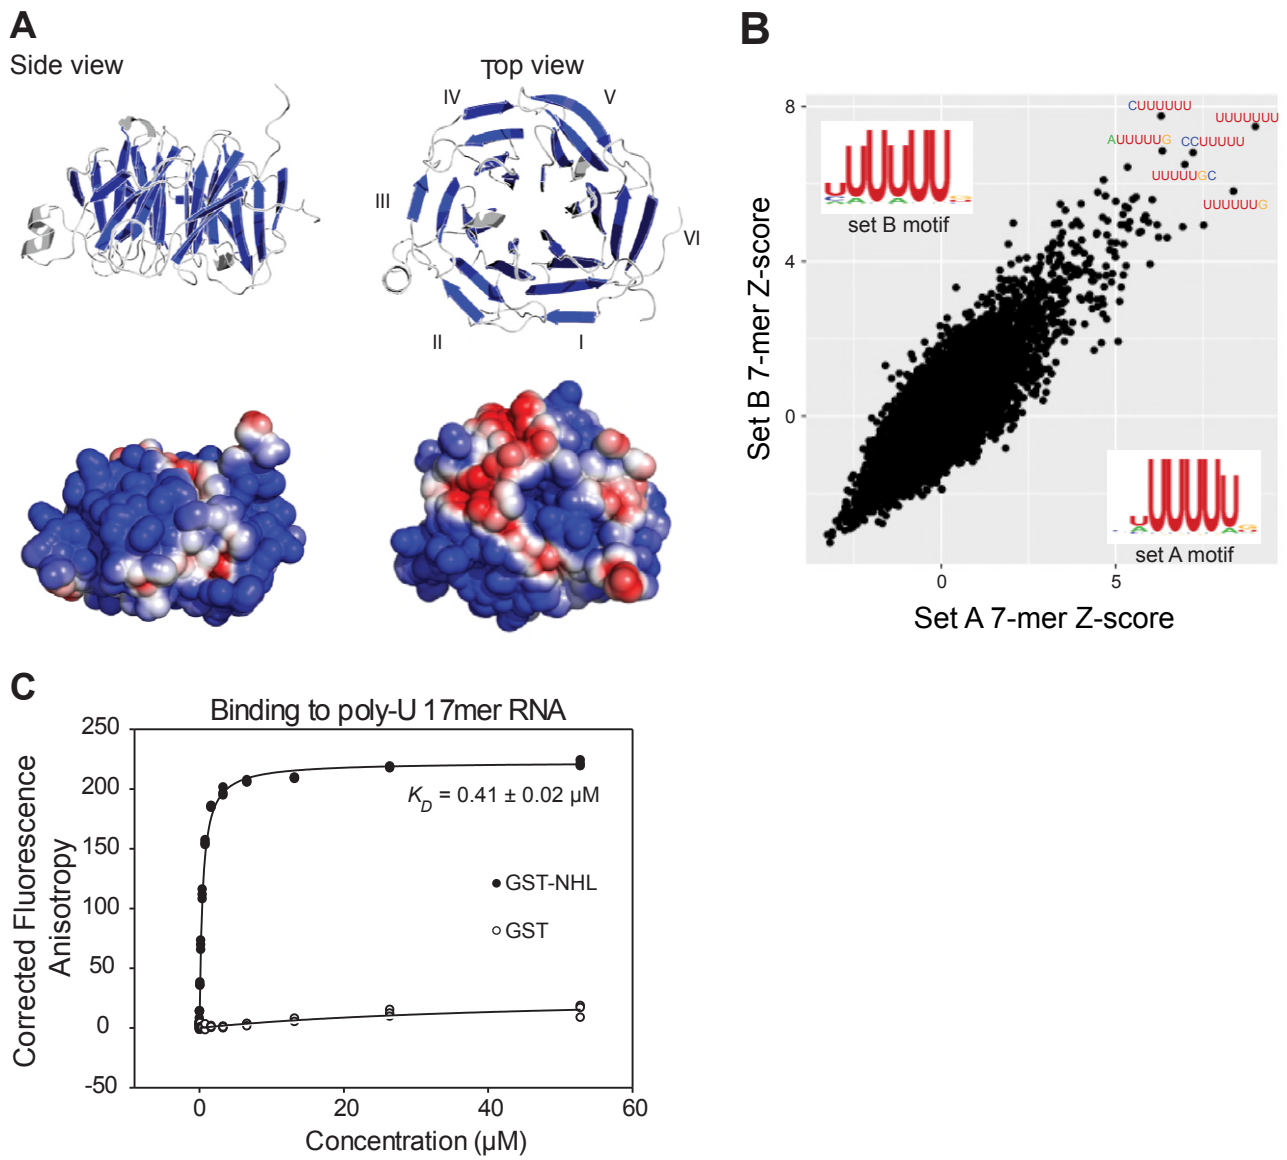 A
Side view
Top view
IV
V
III
VI
II
I
B
8
4
0
0
5
Set B 7-mer Z-score
Set A 7-mer Z-score
CUUUUUU
UUUUUUU
AUUUUUG
CCUUUUU
UUUUUGC
UUUUUUG
set B motif
set A motif
C
Binding to poly-U 17mer RNA
250
200
150
100
50
0
-50
Corrected Fluorescence
Anisotropy
K_D = 0.41 ± 0.02 µM
GST-NHL
GST
0
20
40
60
Concentration (µM)